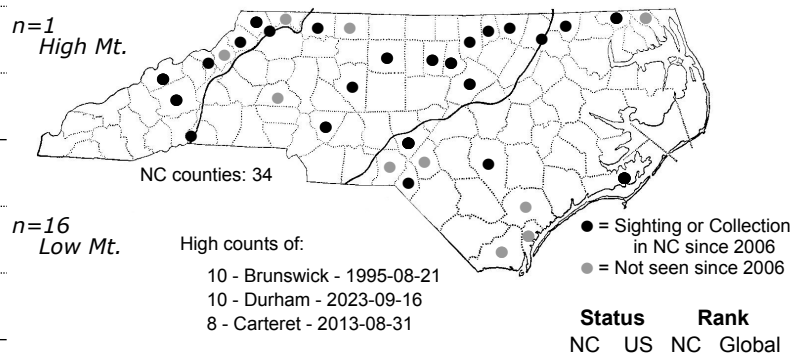 n=1
High Mt.
NC counties: 34
n=16
Low Mt.
High counts of:
10 - Brunswick - 1995-08-21
10 - Durham - 2023-09-16
8 - Carteret - 2013-08-31
= Sighting or Collection
in NC since 2006
= Not seen since 2006
Status Rank
NC US NC Global